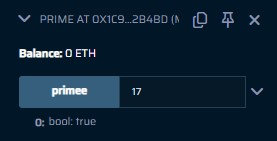 PRIME AT 0X1C9...2B4BD (M
Balance: 0 ETH
primee 17
0: bool: true